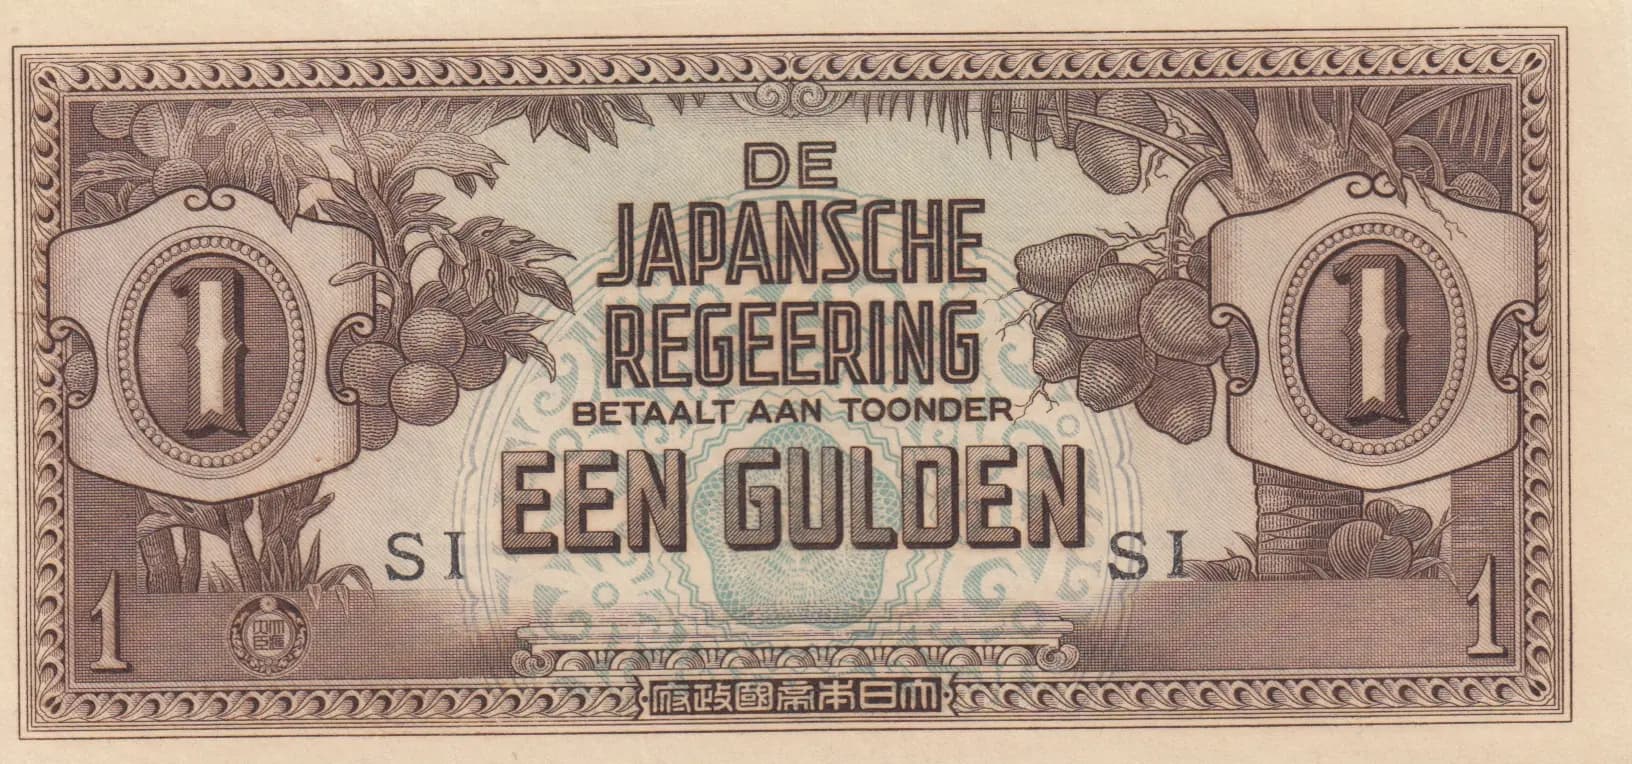 DE
JAPANSCHE
REGEERING
BETAALT AAN TOONDER
EEN GULDEN
1
1
SI
SI
1
1
府政國帝本日大